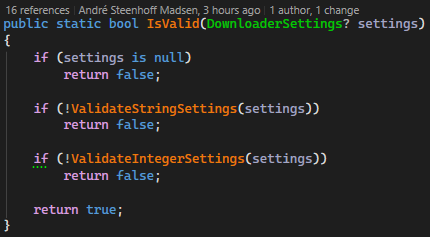 16 references | André Steenhoff Madsen, 3 hours ago | 1 author, 1 change
public static bool IsValid(DownloaderSettings? settings)
{
    if (settings is null)
        return false;

    if (!ValidateStringSettings(settings))
        return false;

    if (!ValidateIntegerSettings(settings))
        return false;

    return true;
}